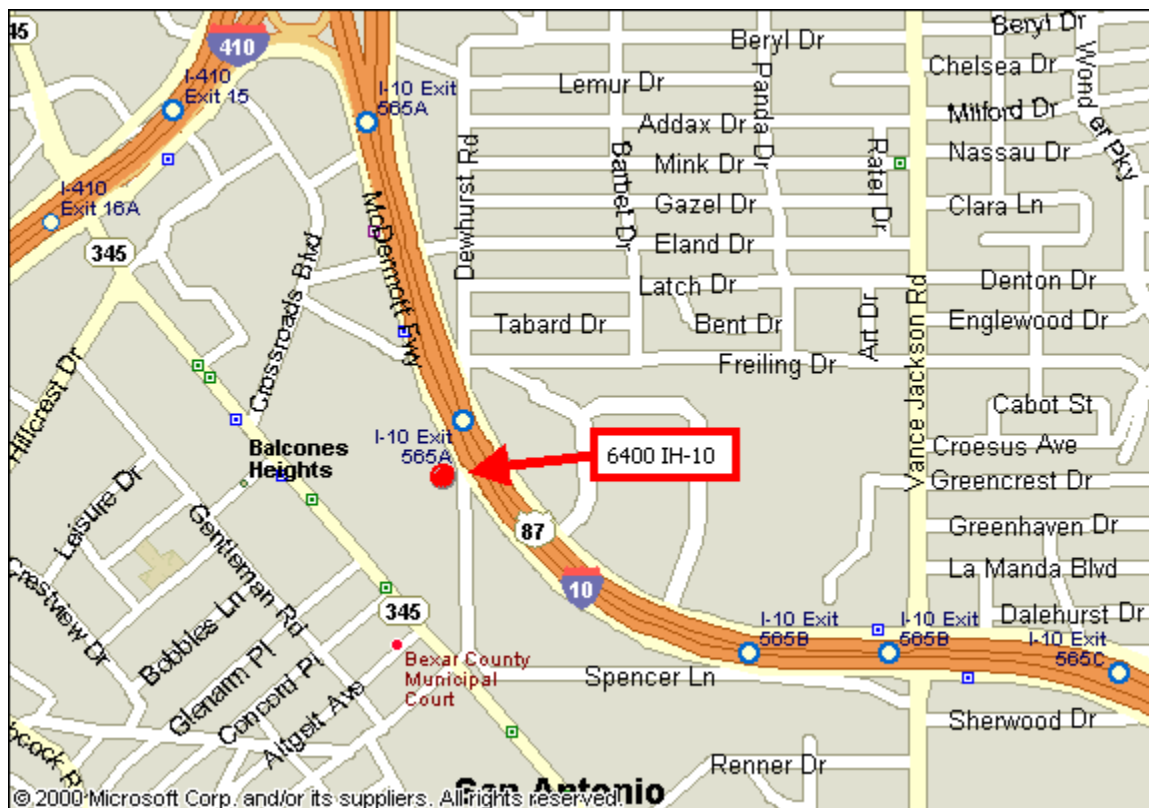 45
410
I-410
Exit 15
I-10 Exit
565A
Beryl Dr
Beryl Dr
Lemur Dr
Panda Dr
Chelsea Dr
Wonder Pky
Addax Dr
Milford Dr
Dewhurst Rd
Mink Dr
Barbet Dr
Ratel Dr
Nassau Dr
I-410
Exit 16A
McDermott Fwy
Gazel Dr
Clara Ln
345
Crossroads Blvd
Eland Dr
Latch Dr
Denton Dr
Vance Jackson Rd
Tabard Dr
Bent Dr
Art Dr
Englewood Dr
Hillcrest Dr
Freiling Dr
Cabot St
I-10 Exit
565A
Balcones
Heights
6400 IH-10
Croesus Ave
Greencrest Dr
Leisure Dr
Gentleman Rd
87
Greenhaven Dr
Crestview Dr
10
La Manda Blvd
Bobbies Ln
345
I-10 Exit
565B
I-10 Exit
565B
Dalehurst Dr
I-10 Exit
565C
Glenarm Pl
Concord Pl
Altgelt Ave
Bexar County
Municipal
Court
Spencer Ln
Sherwood Dr
Renner Dr
San Antonio
© 2000 Microsoft Corp. and/or its suppliers. All rights reserved.